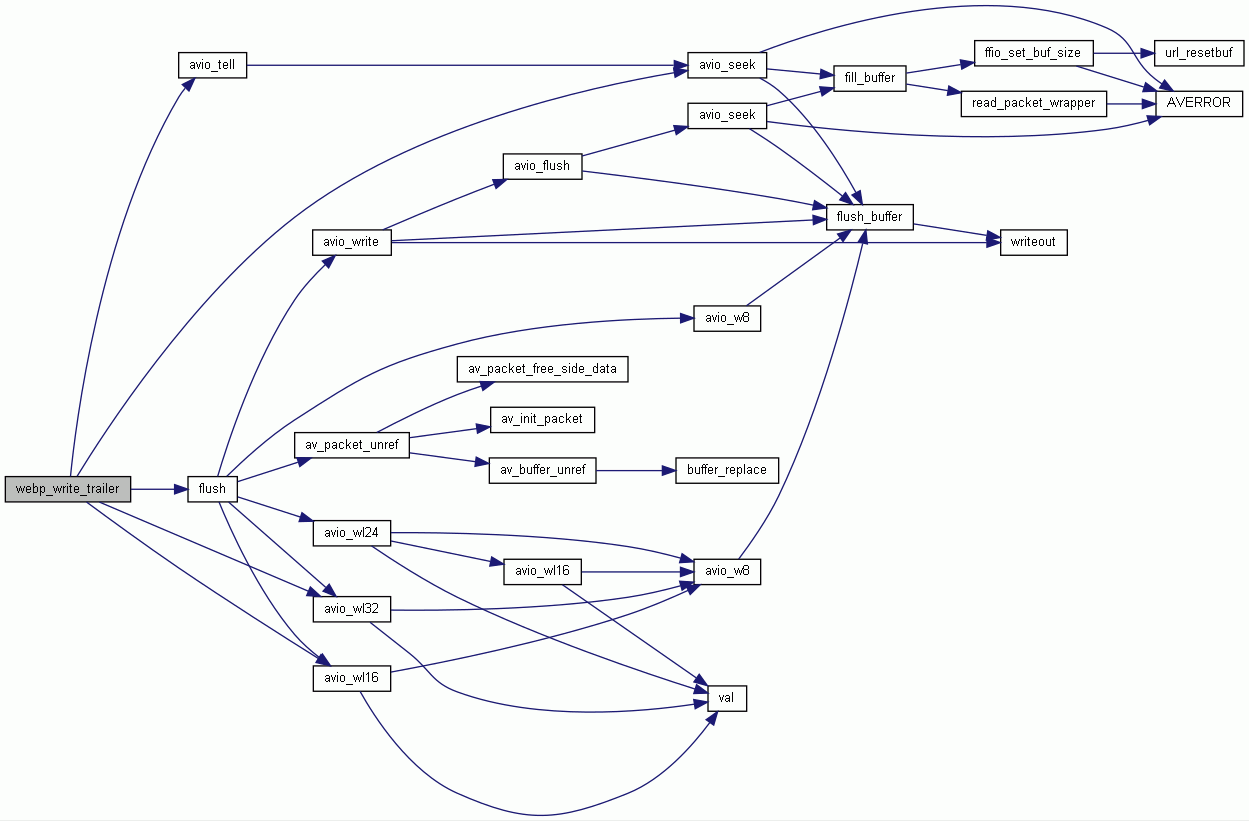 ffio_set_buf_size
url_resetbuf
avio_tell
avio_seek
fill_buffer
read_packet_wrapper
AVERROR
avio_seek
avio_flush
flush_buffer
avio_write
writeout
avio_w8
av_packet_free_side_data
av_init_packet
av_packet_unref
av_buffer_unref
buffer_replace
webp_write_trailer
flush
avio_wl24
avio_wl16
avio_w8
avio_wl32
avio_wl16
val